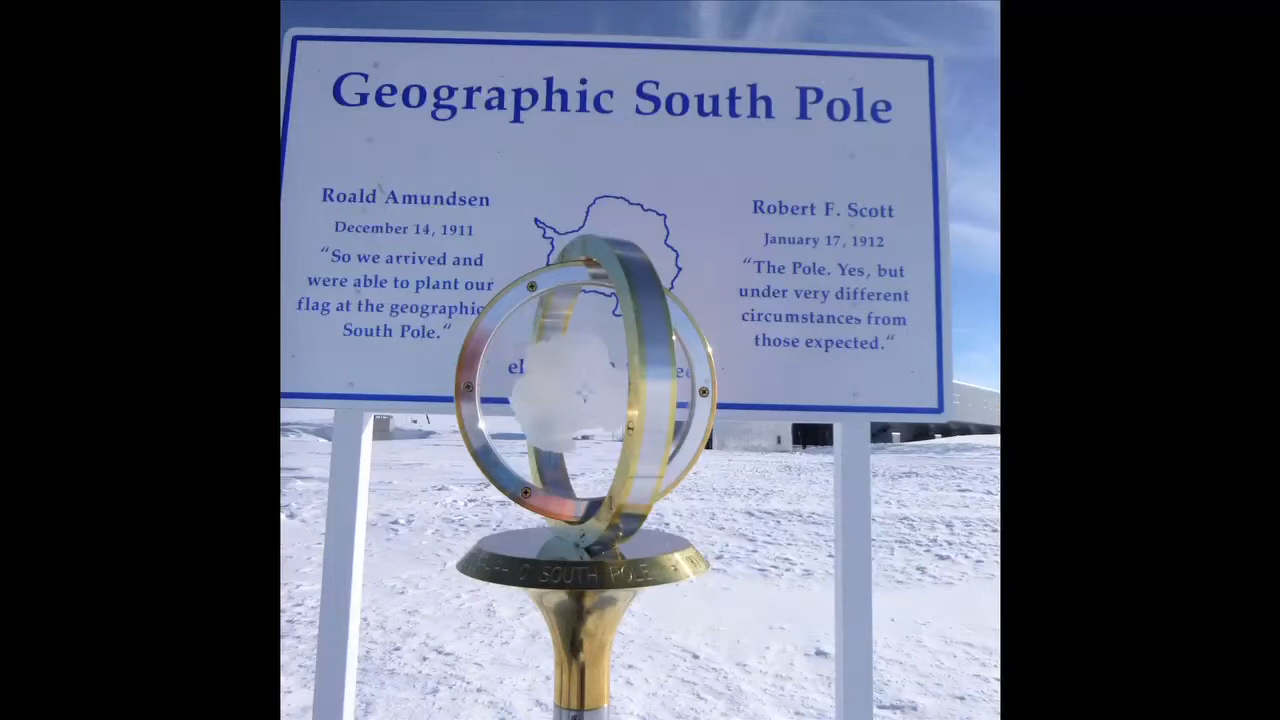 Geographic South Pole
Roald Amundsen
December 14, 1911
“So we arrived and
were able to plant our
flag at the geographic
South Pole.“
Robert F. Scott
January 17, 1912
“The Pole. Yes, but
under very different
circumstances from
those expected.“
SOUTH POLE